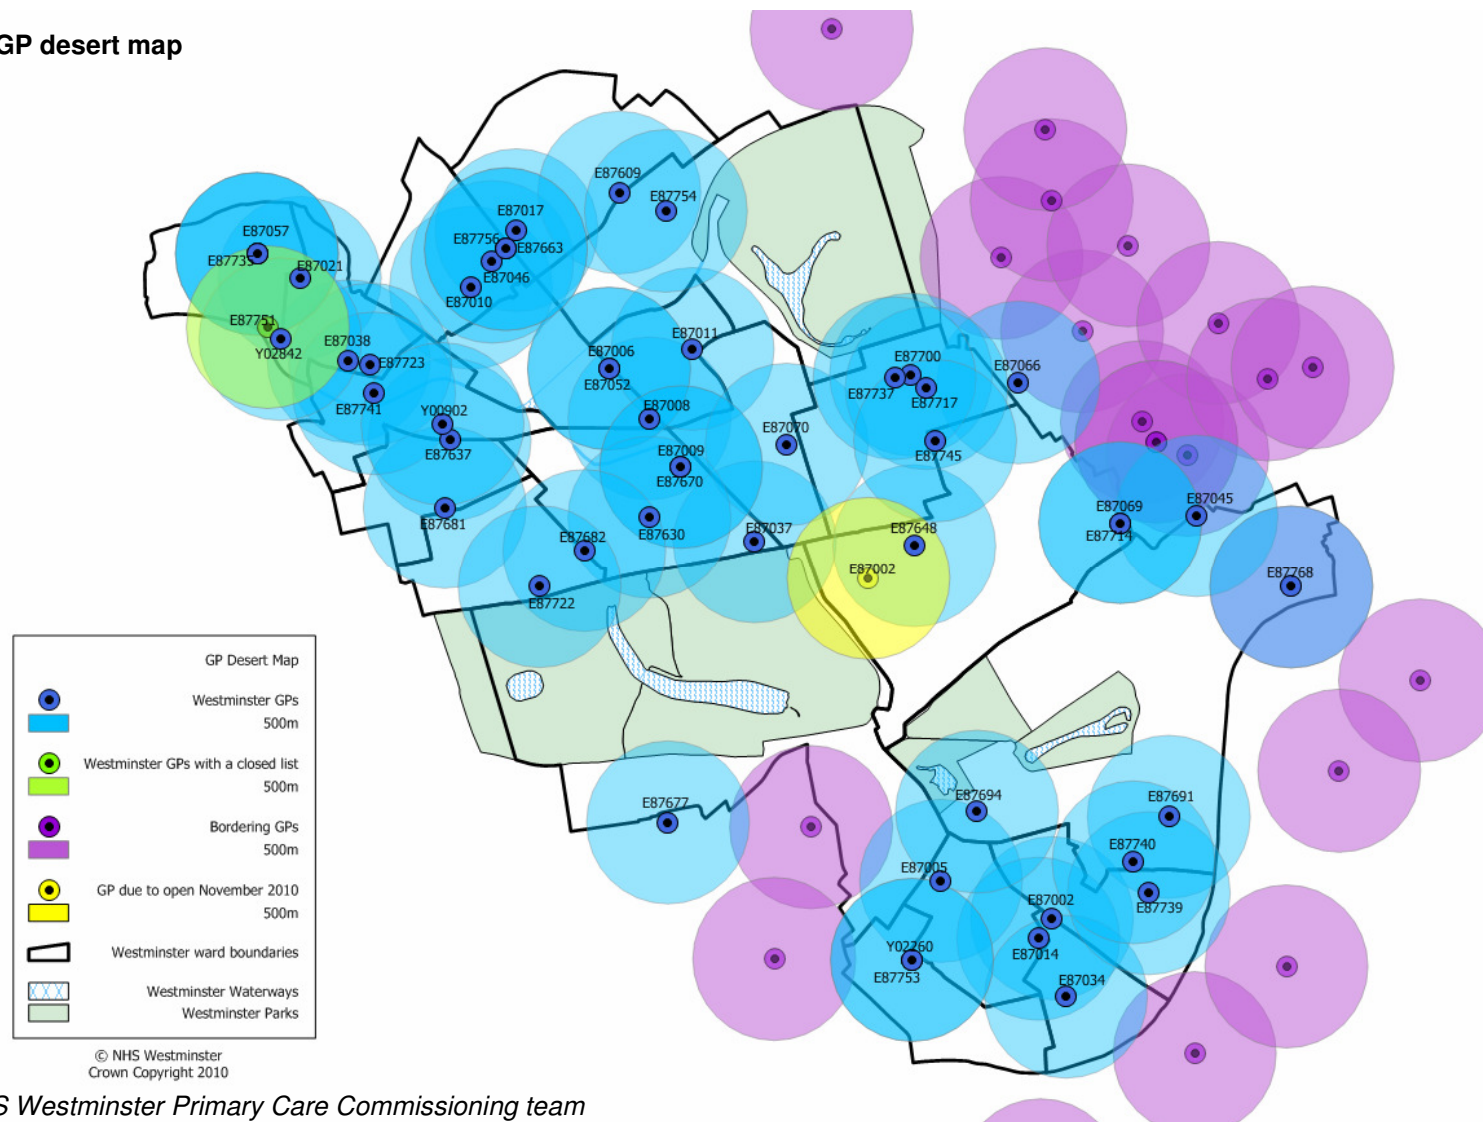 GP desert map
E87609
E87754
E87017
E87756
E87663
E87046
E87010
E87057
E87735
E87021
E87751
Y02842
E87038
E87723
E87741
Y00902
E87637
E87681
E87006
E87052
E87011
E87008
E87009
E87670
E87630
E87682
E87722
E87037
E87070
E87700
E87737
E87717
E87066
E87745
E87648
E87002
E87069
E87714
E87045
E87768
E87677
E87694
E87691
E87740
E87739
E87005
E87002
E87014
E87034
Y02260
E87753
GP Desert Map
Westminster GPs
500m
Westminster GPs with a closed list
500m
Bordering GPs
500m
GP due to open November 2010
500m
Westminster ward boundaries
Westminster Waterways
Westminster Parks
© NHS Westminster
Crown Copyright 2010
S Westminster Primary Care Commissioning team